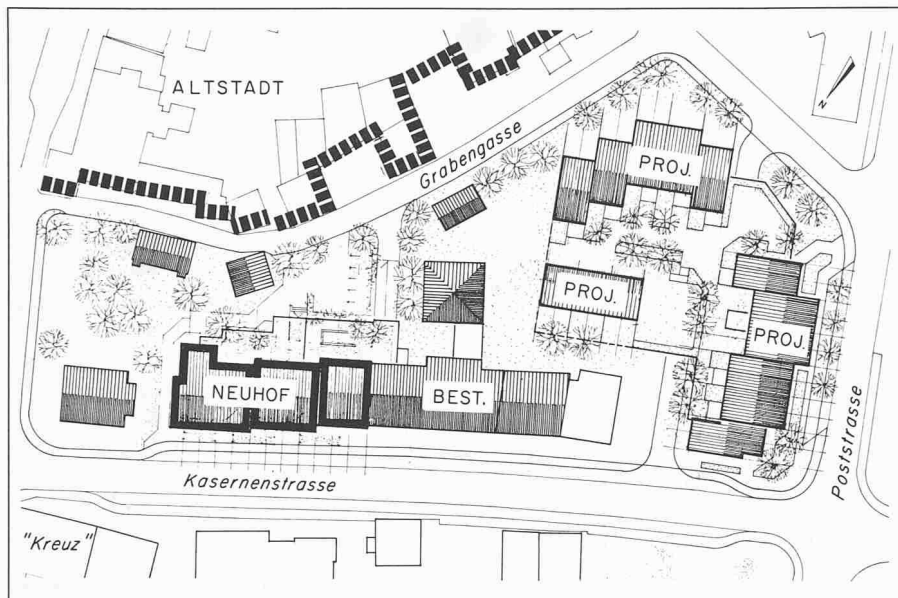 ALTSTADT
N
Grabengasse
PROJ.
PROJ.
PROJ.
NEUHOF
BEST.
Kasernenstrasse
Poststrasse
"Kreuz"